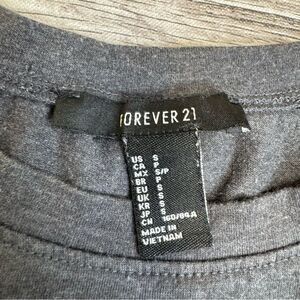 FOREVER 21
US S
CA P
MX S/P
BR P
EU S
UK S
KR S
JP S
CN 160/84A
MADE IN
VIETNAM